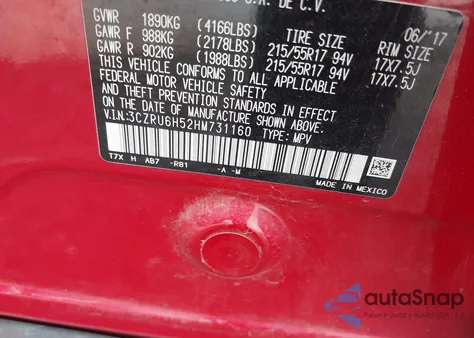 DE C.V.
GVWR 1890KG (4166LBS) TIRE SIZE 06/'17
GAWR F 988KG (2178LBS) 215/55R17 94V RIM SIZE
GAWR R 902KG (1988LBS) 215/55R17 94V 17X7.5J
THIS VEHICLE CONFORMS TO ALL APPLICABLE 17X7.5J
FEDERAL MOTOR VEHICLE SAFETY
AND THEFT PREVENTION STANDARDS IN EFFECT
ON THE DATE OF MANUFACTURE SHOWN ABOVE.
V.I.N:3CZRU6H52HM731160 TYPE: MPV
T7X H AB7 -R81 -A -M MADE IN MEXICO
autoSnap